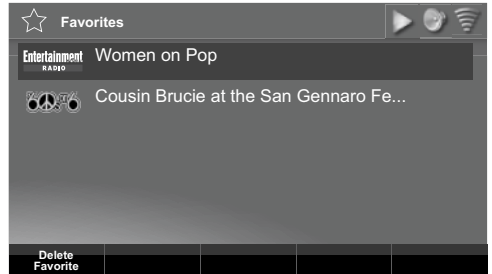 Favorites
Entertainment
RADIO
Women on Pop
Cousin Brucie at the San Gennaro Fe...
Delete
Favorite